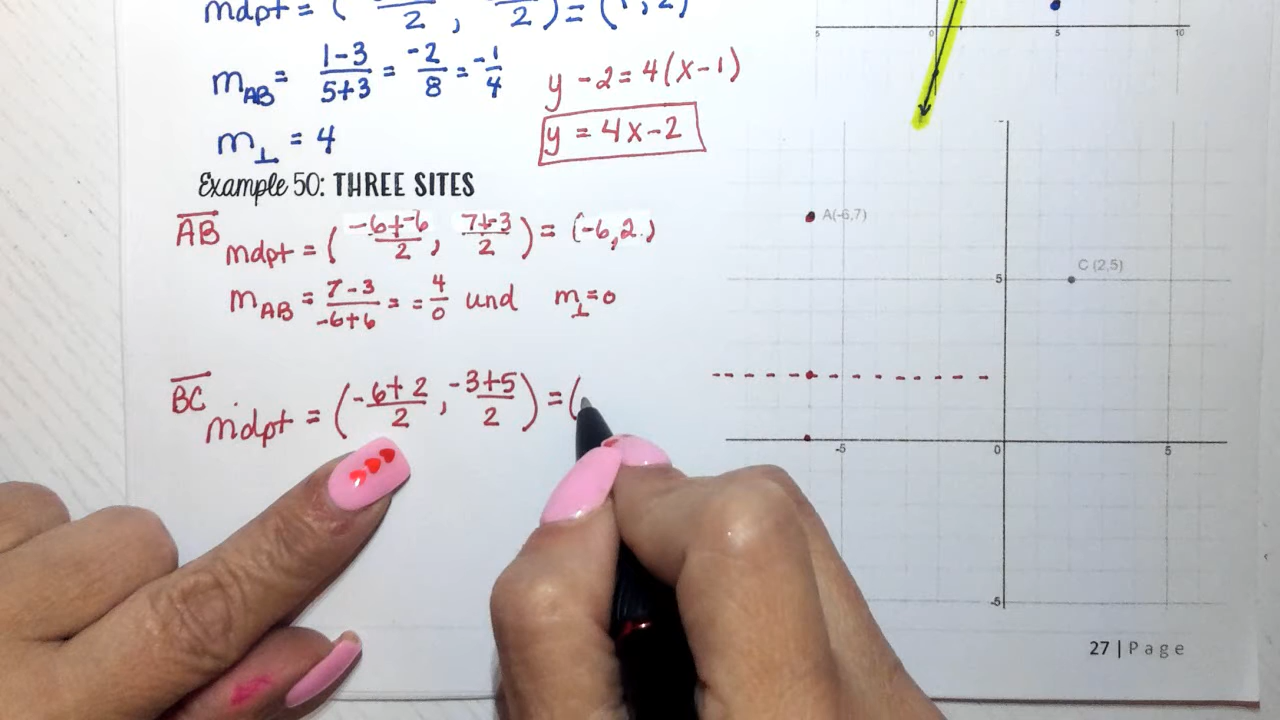 mdpt = ( 2 , 2 ) = (1, 2)
m_AB = 1-3/5+3 = -2/8 = -1/4
y - 2 = 4(x-1)
m⊥ = 4
y = 4x-2
Example 50: THREE SITES
AB mdpt = ( -6+-6/2 , 7+-3/2 ) = (-6,2.)
m_AB = 7-3/-6+6 = = 4/0 und m⊥=0
BC mdpt = ( -6+2/2 , -3+5/2 ) = (
5 0 5 10
A(-6,7)
C (2,5)
5
-5 0 5
-5
27 | Page